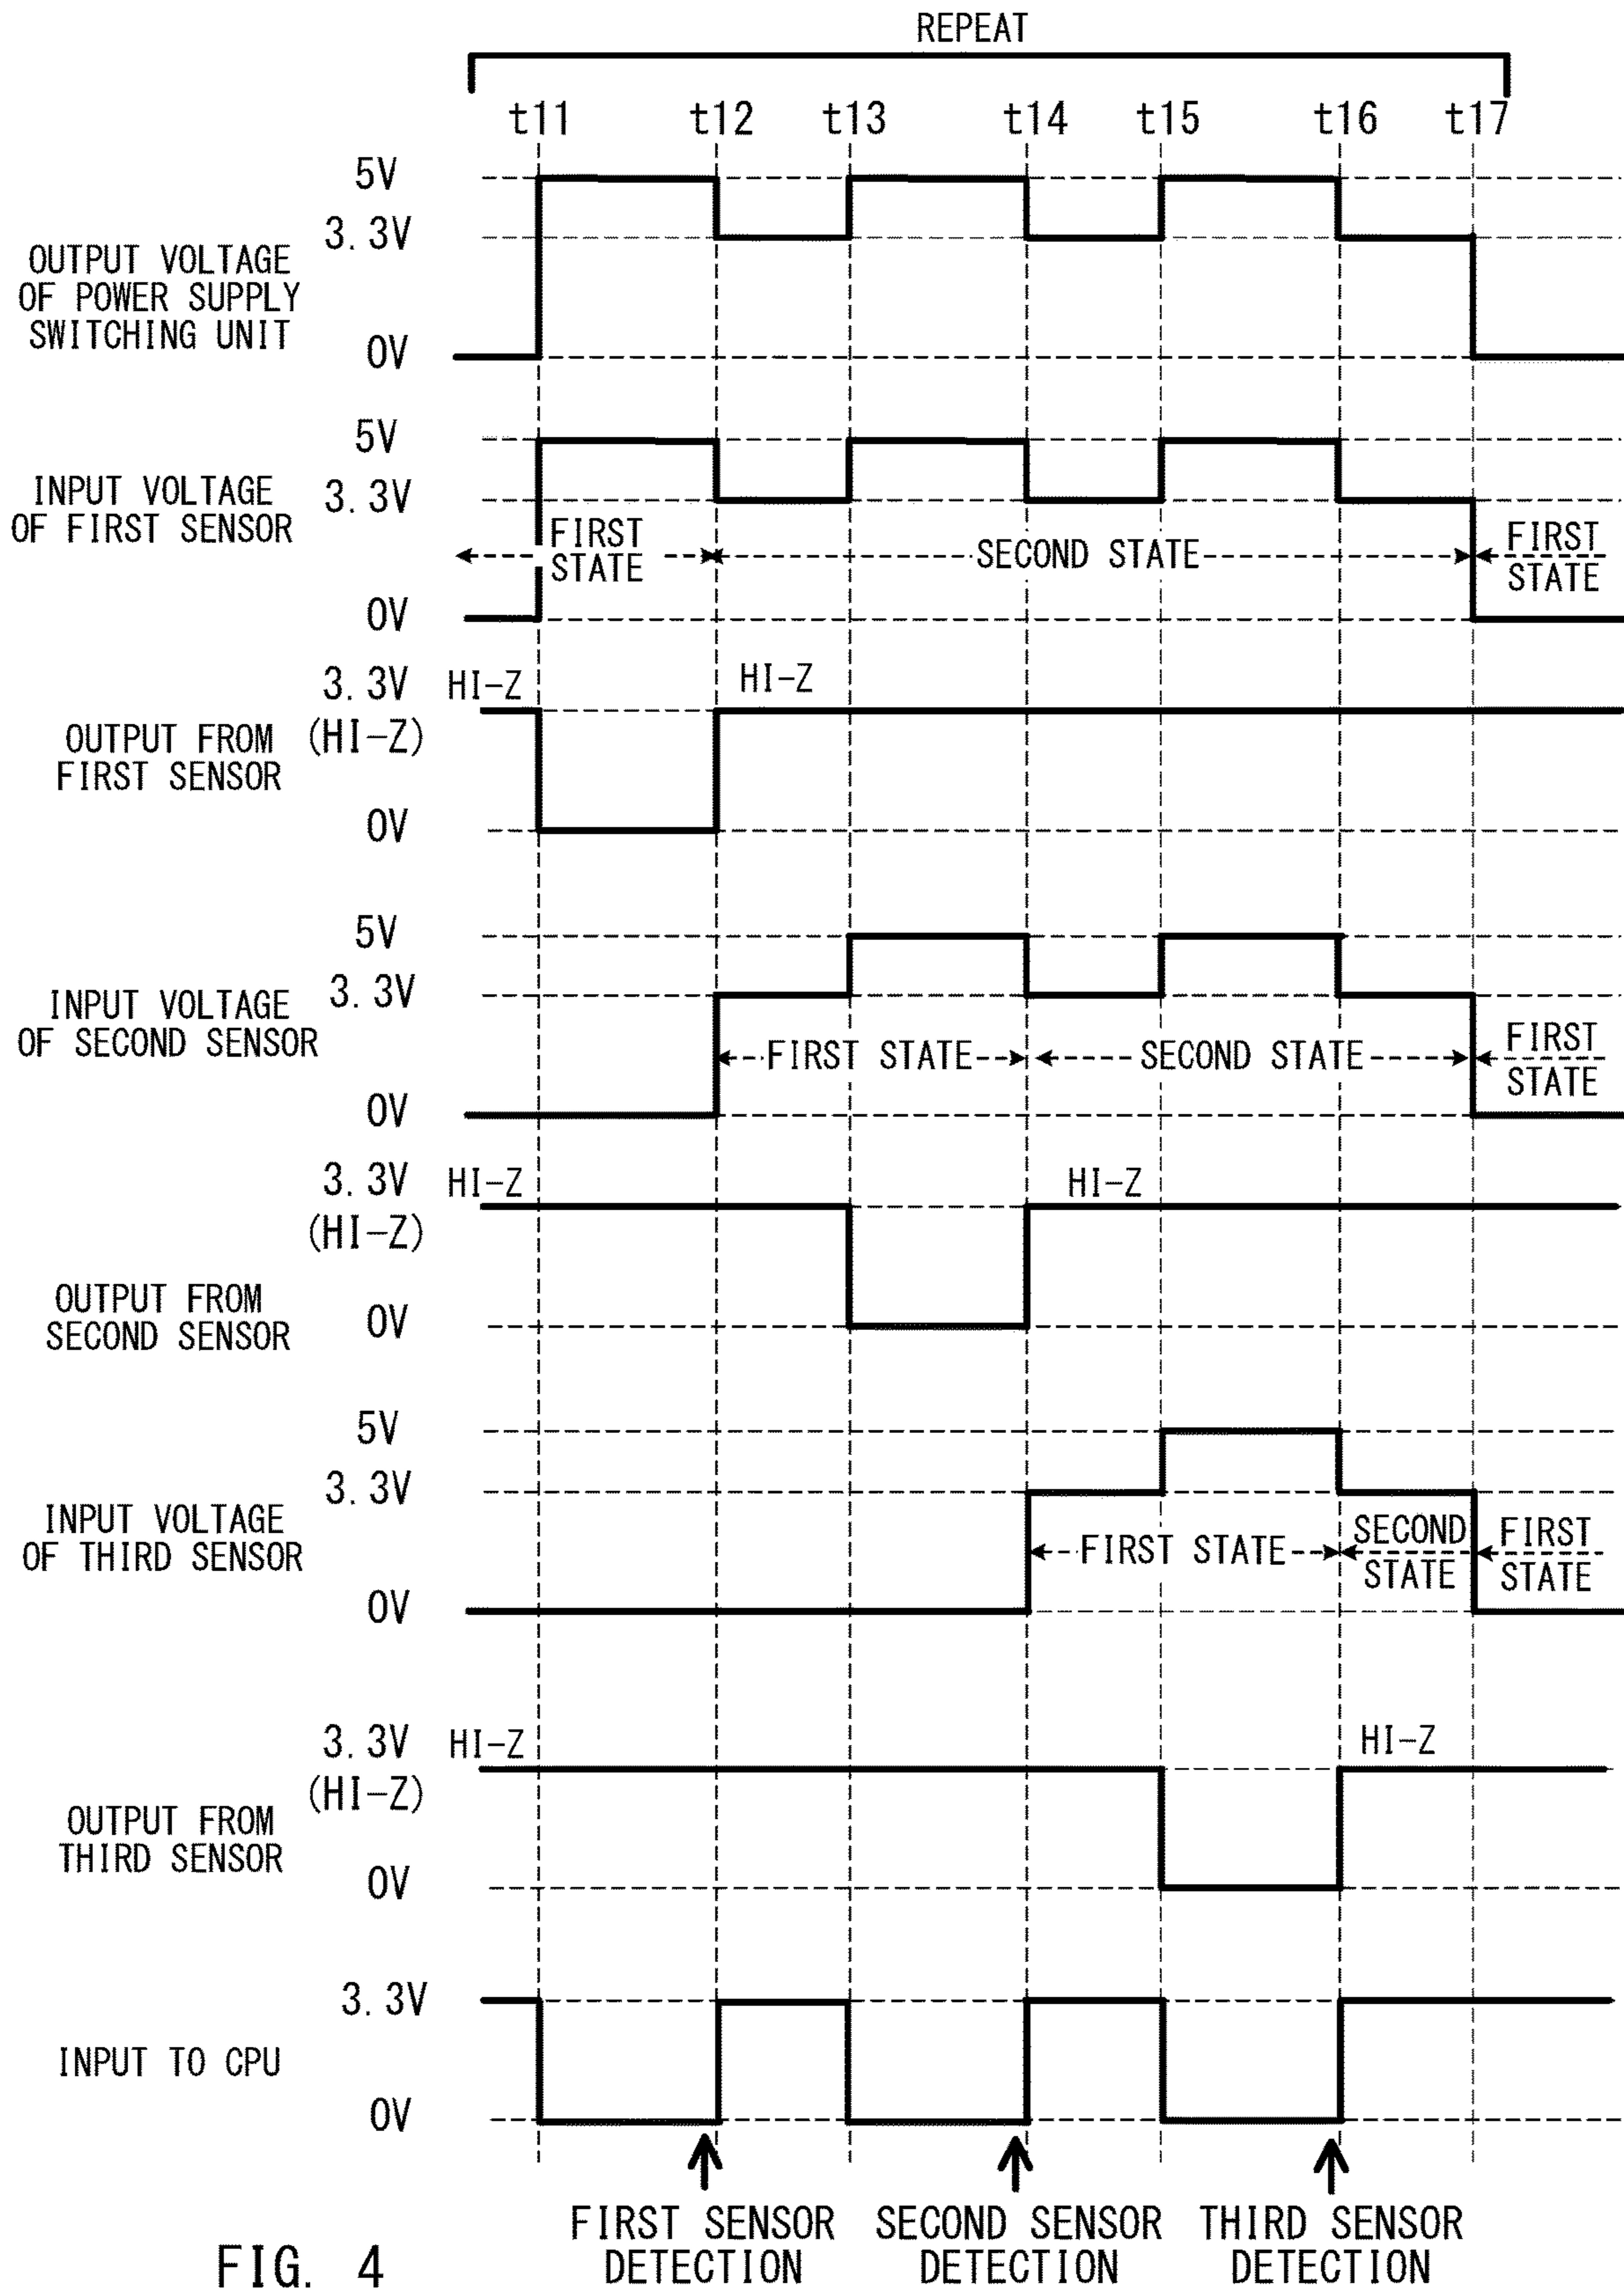 REPEAT
t11 t12 t13 t14 t15 t16 t17
5V
3.3V
OUTPUT VOLTAGE
OF POWER SUPPLY
SWITCHING UNIT
0V
5V
INPUT VOLTAGE
OF FIRST SENSOR
3.3V
FIRST
STATE
SECOND STATE
FIRST
STATE
0V
3.3V
(HI-Z)
HI-Z
HI-Z
OUTPUT FROM
FIRST SENSOR
0V
5V
3.3V
INPUT VOLTAGE
OF SECOND SENSOR
FIRST STATE
SECOND STATE
FIRST
STATE
0V
3.3V
(HI-Z)
HI-Z
HI-Z
OUTPUT FROM
SECOND SENSOR
0V
5V
3.3V
INPUT VOLTAGE
OF THIRD SENSOR
FIRST STATE
SECOND
STATE
FIRST
STATE
0V
3.3V
(HI-Z)
HI-Z
HI-Z
OUTPUT FROM
THIRD SENSOR
0V
3.3V
INPUT TO CPU
0V
FIRST SENSOR
DETECTION
SECOND SENSOR
DETECTION
THIRD SENSOR
DETECTION
FIG. 4